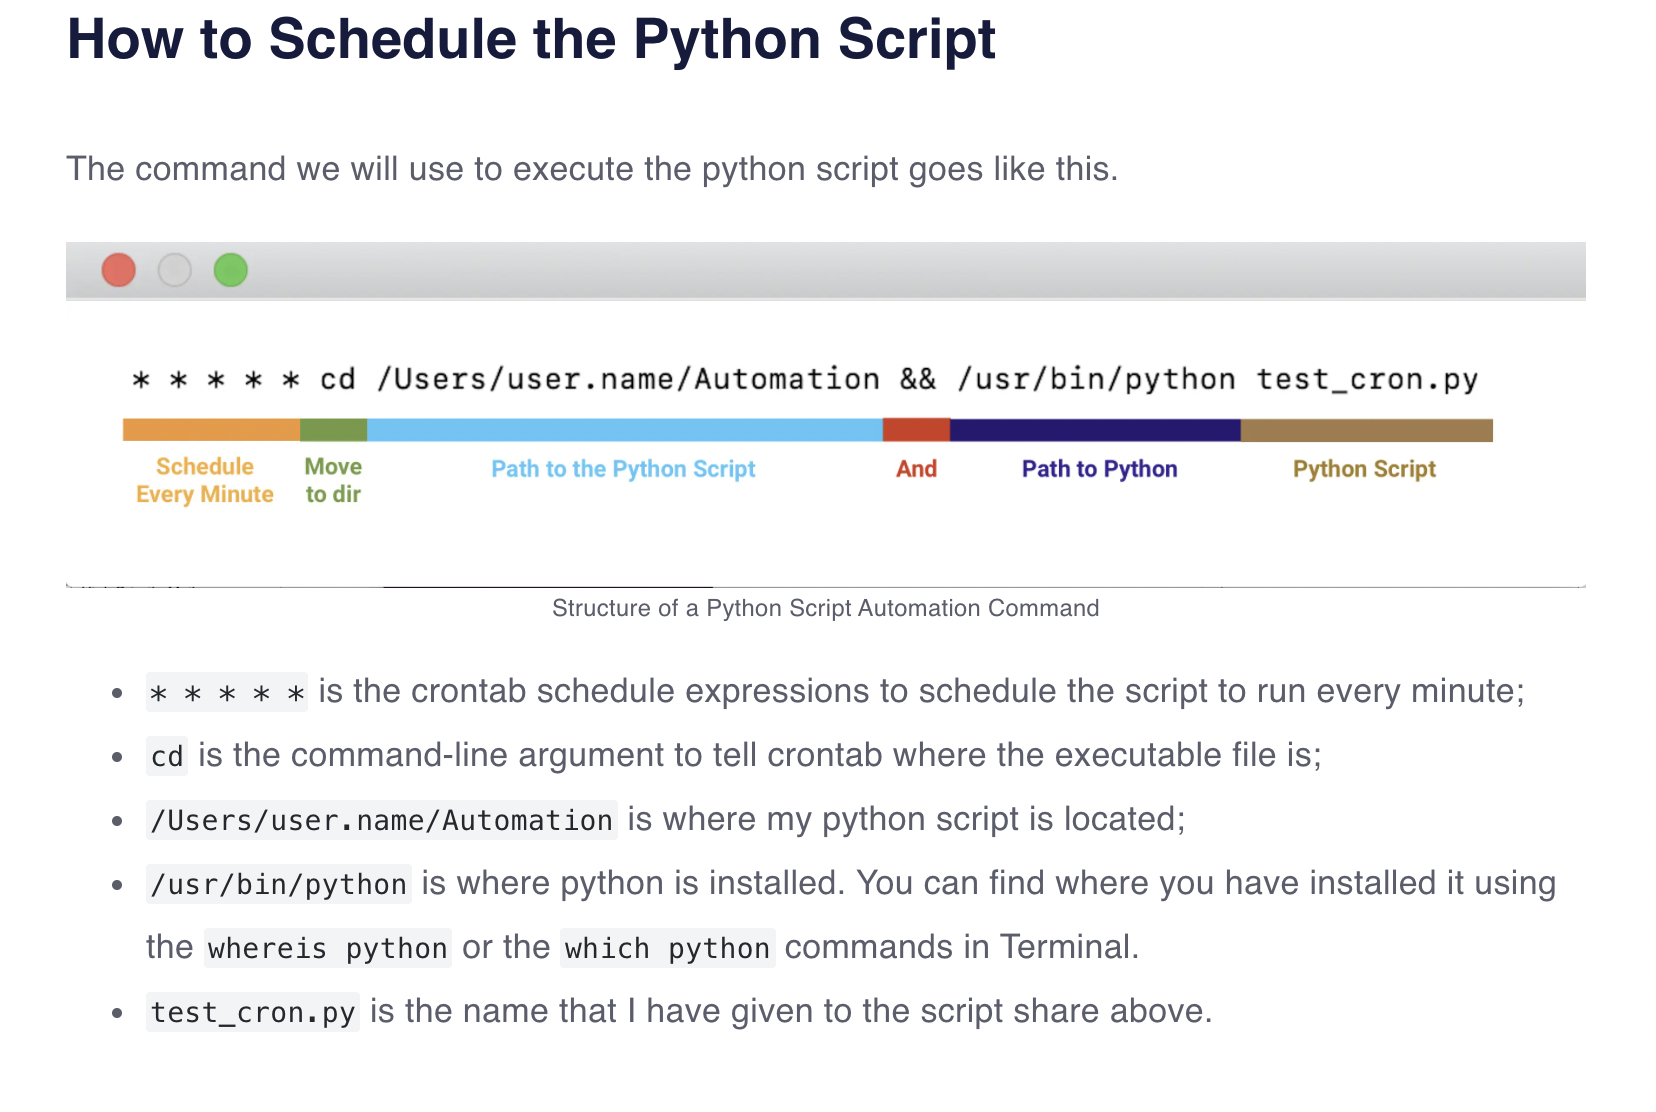 How to Schedule the Python Script
The command we will use to execute the python script goes like this.
* * * * * cd /Users/user.name/Automation && /usr/bin/python test_cron.py
Schedule
Every Minute
Move
to dir
Path to the Python Script
And
Path to Python
Python Script
Structure of a Python Script Automation Command
* * * * * is the crontab schedule expressions to schedule the script to run every minute;
cd is the command-line argument to tell crontab where the executable file is;
/Users/user.name/Automation is where my python script is located;
/usr/bin/python is where python is installed. You can find where you have installed it using
the whereis python or the which python commands in Terminal.
test_cron.py is the name that I have given to the script share above.